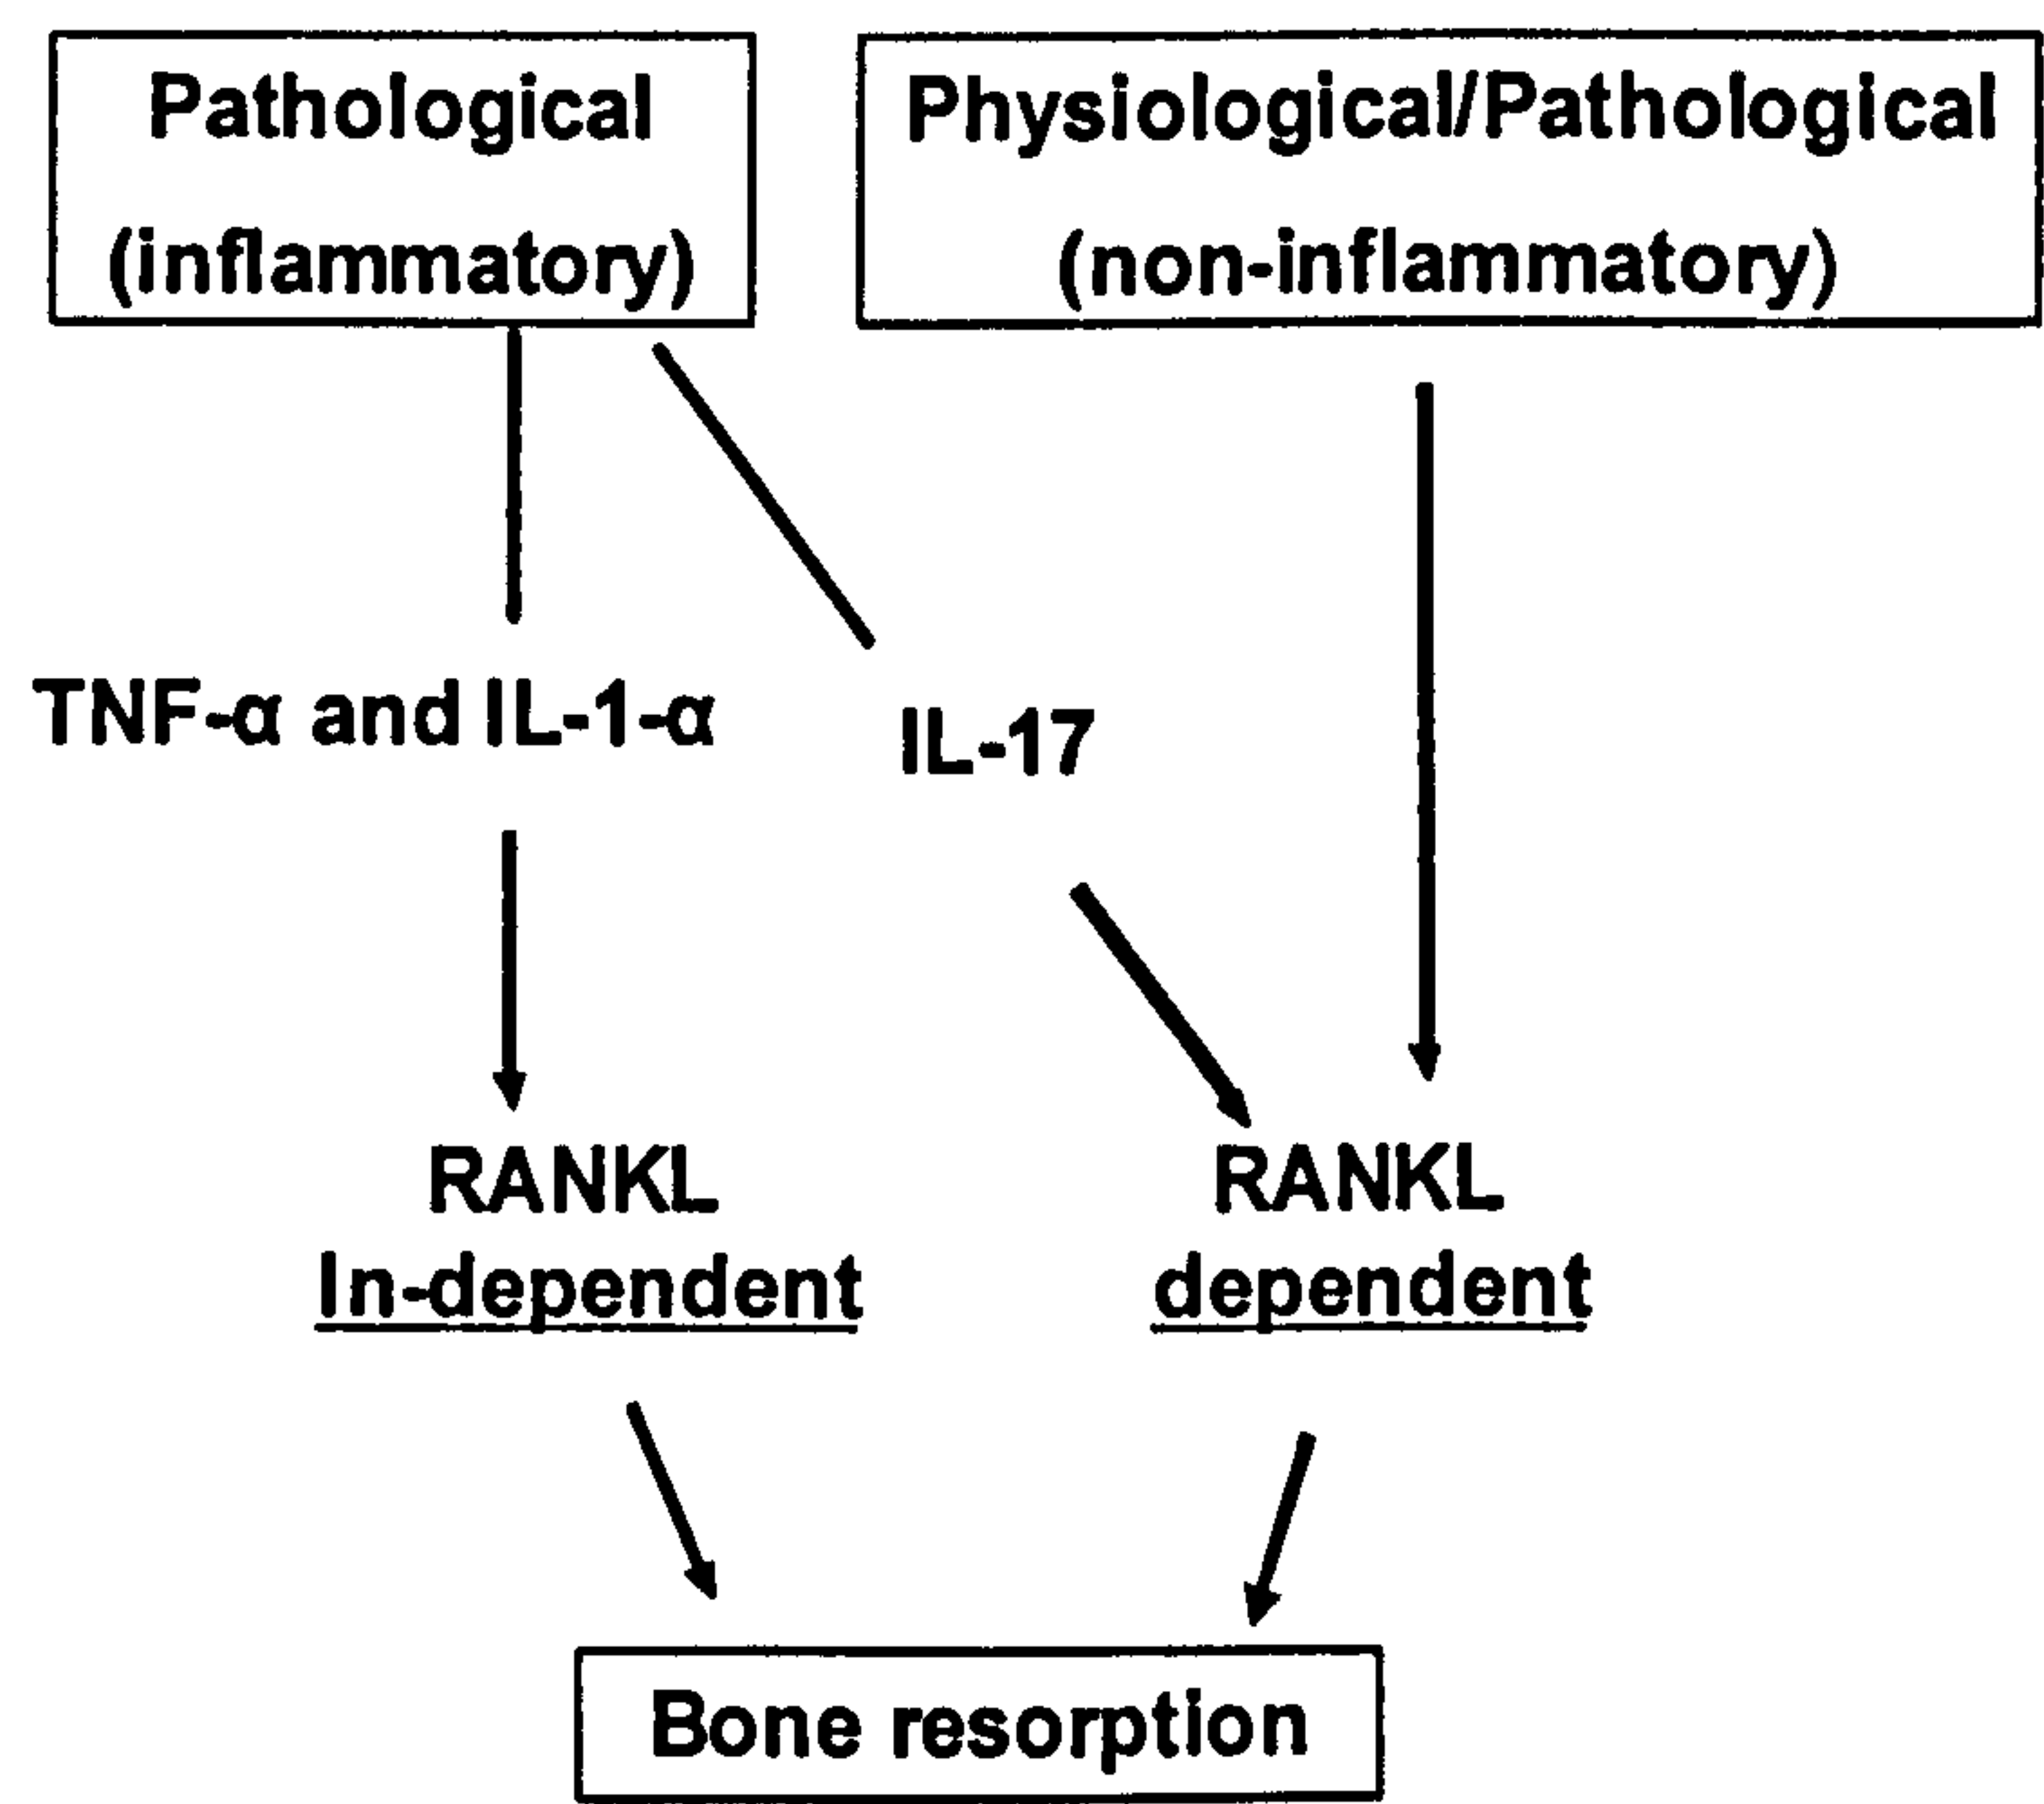 Pathological
(inflammatory)
Physiological/Pathological
(non-inflammatory)
TNF-α and IL-1-α
IL-17
RANKL
In-dependent
RANKL
dependent
Bone resorption